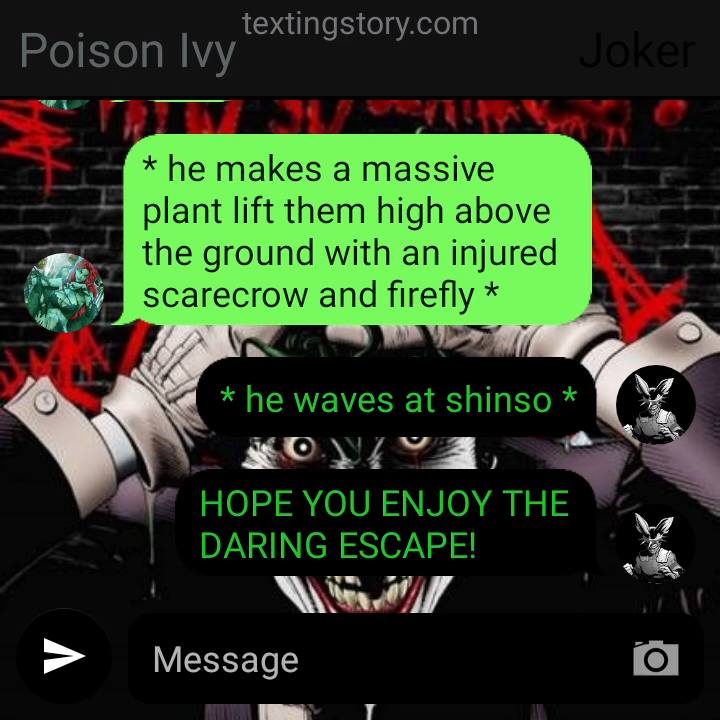 textingstory.com
Poison Ivy
Joker
* he makes a massive
plant lift them high above
the ground with an injured
scarecrow and firefly *
* he waves at shinso *
HOPE YOU ENJOY THE
DARING ESCAPE!
Message